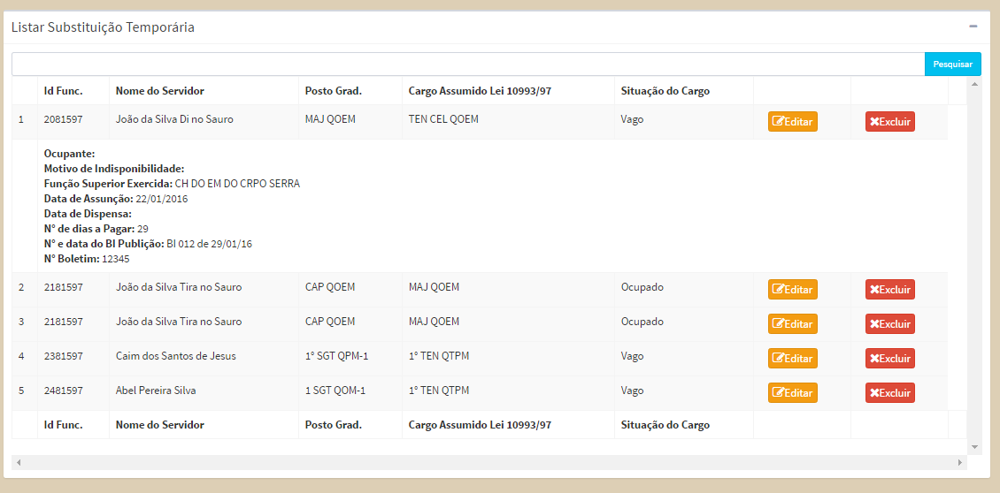 Listar Substituição Temporária
Pesquisar
Id Func. Nome do Servidor Posto Grad. Cargo Assumido Lei 10993/97 Situação do Cargo
1 2081597 João da Silva Di no Sauro MAJ QOEM TEN CEL QOEM Vago Editar Excluir
Ocupante:
Motivo de Indisponibilidade:
Função Superior Exercida: CH DO EM DO CRPO SERRA
Data de Assunção: 22/01/2016
Data de Dispensa:
N° de dias a Pagar: 29
N° e data do BI Publição: BI 012 de 29/01/16
N° Boletim: 12345
2 2181597 João da Silva Tira no Sauro CAP QOEM MAJ QOEM Ocupado Editar Excluir
3 2181597 João da Silva Tira no Sauro CAP QOEM MAJ QOEM Ocupado Editar Excluir
4 2381597 Caim dos Santos de Jesus 1° SGT QPM-1 1° TEN QTPM Vago Editar Excluir
5 2481597 Abel Pereira Silva 1 SGT QOM-1 1° TEN QTPM Vago Editar Excluir
Id Func. Nome do Servidor Posto Grad. Cargo Assumido Lei 10993/97 Situação do Cargo